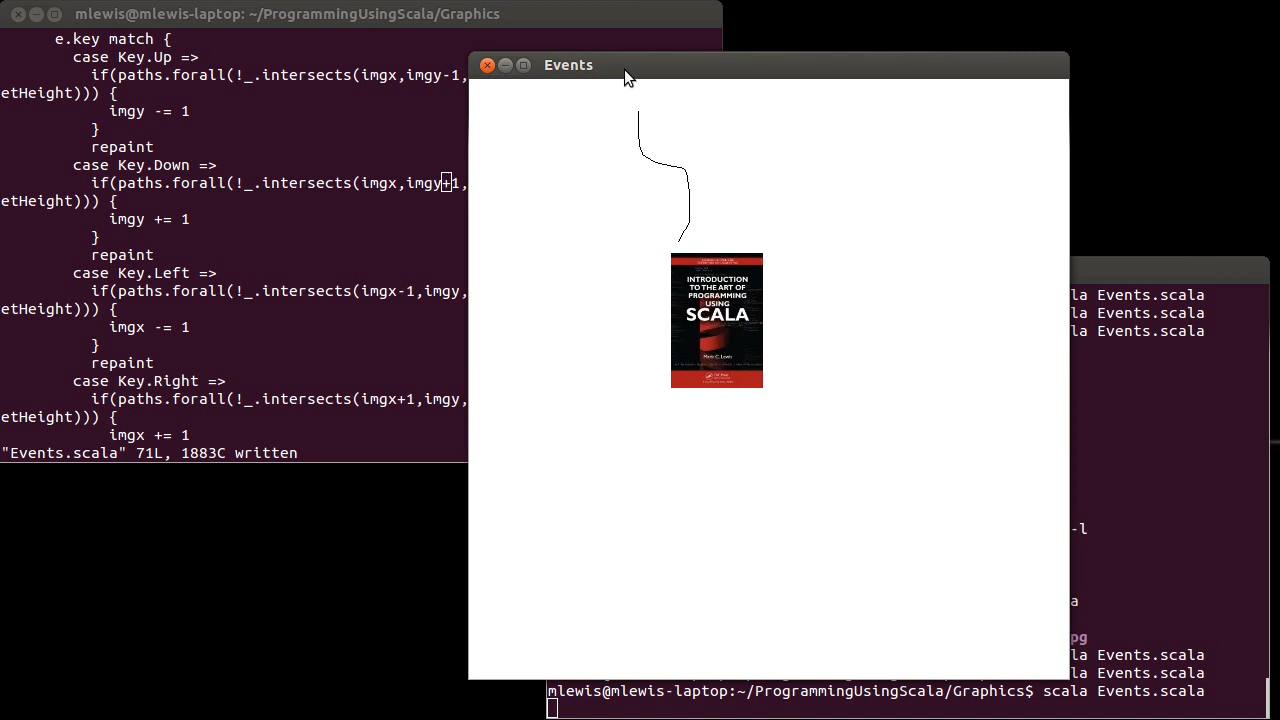 mlewis@mlewis-laptop: ~/ProgrammingUsingScala/Graphics
e.key match {
case Key.Up =>
if(paths.forall(!_.intersects(imgx,imgy-1,
etHeight))) {
imgy -= 1
}
repaint
case Key.Down =>
if(paths.forall(!_.intersects(imgx,imgy+1,
etHeight))) {
imgy += 1
}
repaint
case Key.Left =>
if(paths.forall(!_.intersects(imgx-1,imgy,
etHeight))) {
imgx -= 1
}
repaint
case Key.Right =>
if(paths.forall(!_.intersects(imgx+1,imgy,
etHeight))) {
imgx += 1
"Events.scala" 71L, 1883C written
Events
INTRODUCTION
TO THE ART OF
PROGRAMMING
USING
SCALA
Mark C. Lewis
la Events.scala
la Events.scala
la Events.scala
-l
a
pg
la Events.scala
la Events.scala
mlewis@mlewis-laptop:~/ProgrammingUsingScala/Graphics$ scala Events.scala